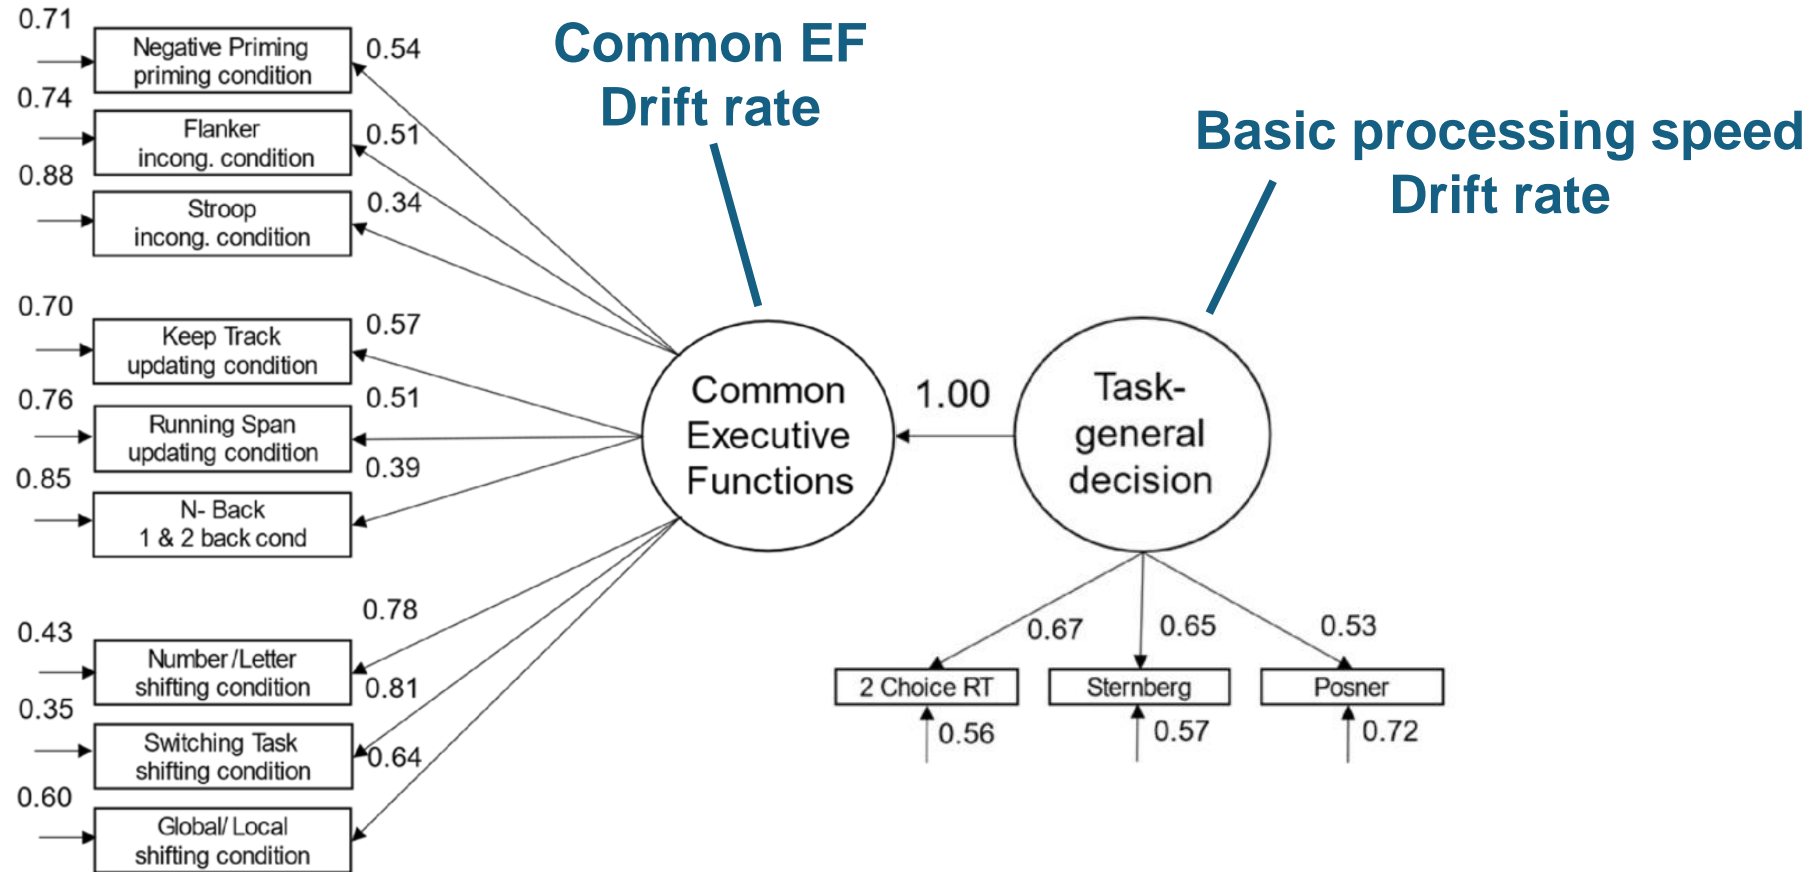 Common EF
Drift rate
Basic processing speed
Drift rate
0.71
Negative Priming
priming condition
0.54
0.74
Flanker
incong. condition
0.51
0.88
Stroop
incong. condition
0.34
0.70
Keep Track
updating condition
0.57
0.76
Running Span
updating condition
0.51
0.85
N- Back
1 & 2 back cond
0.39
0.43
Number/Letter
shifting condition
0.78
0.35
Switching Task
shifting condition
0.81
0.60
Global/ Local
shifting condition
0.64
Common
Executive
Functions
1.00
Task-
general
decision
0.67
0.65
0.53
2 Choice RT
Sternberg
Posner
0.56
0.57
0.72